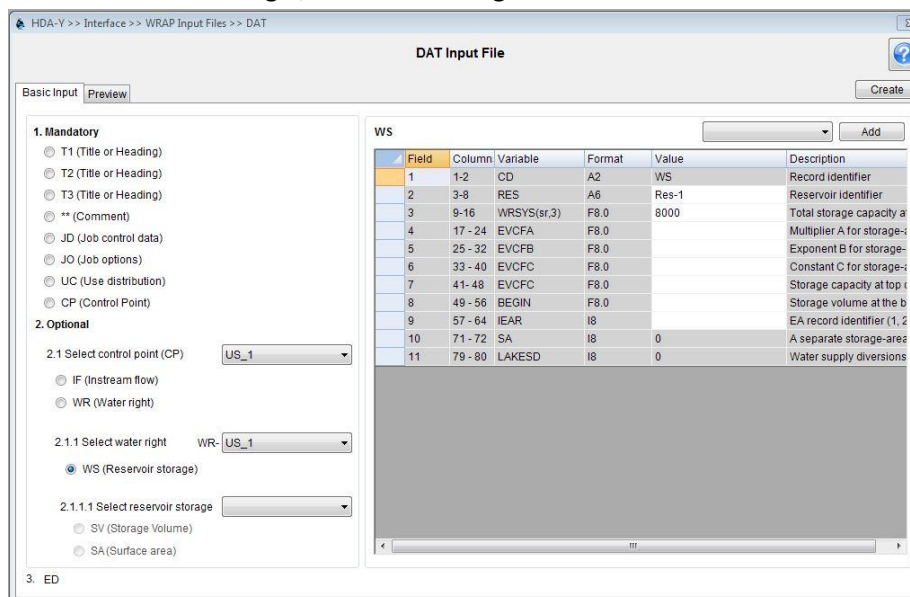 HDA-Y >> Interface >> WRAP Input Files >> DAT
DAT Input File
Basic Input Preview
Create
1. Mandatory
T1 (Title or Heading)
T2 (Title or Heading)
T3 (Title or Heading)
** (Comment)
JD (Job control data)
JO (Job options)
UC (Use distribution)
CP (Control Point)
2. Optional
2.1 Select control point (CP) US_1
IF (Instream flow)
WR (Water right)
2.1.1 Select water right WR- US_1
WS (Reservoir storage)
2.1.1.1 Select reservoir storage
SV (Storage Volume)
SA (Surface area)
3. ED
WS Add
Field Column Variable Format Value Description
1 1-2 CD A2 WS Record identifier
2 3-8 RES A6 Res-1 Reservoir identifier
3 9-16 WRSYS(sr,3) F8.0 8000 Total storage capacity a
4 17 - 24 EVCFA F8.0 Multiplier A for storage-
5 25 - 32 EVCFB F8.0 Exponent B for storage-
6 33 - 40 EVCFC F8.0 Constant C for storage-
7 41- 48 EVCFC F8.0 Storage capacity at top
8 49 - 56 BEGIN F8.0 Storage volume at the b
9 57 - 64 IEAR I8 EA record identifier (1, 2
10 71 - 72 SA I8 0 A separate storage-area
11 79 - 80 LAKESD I8 0 Water supply diversions